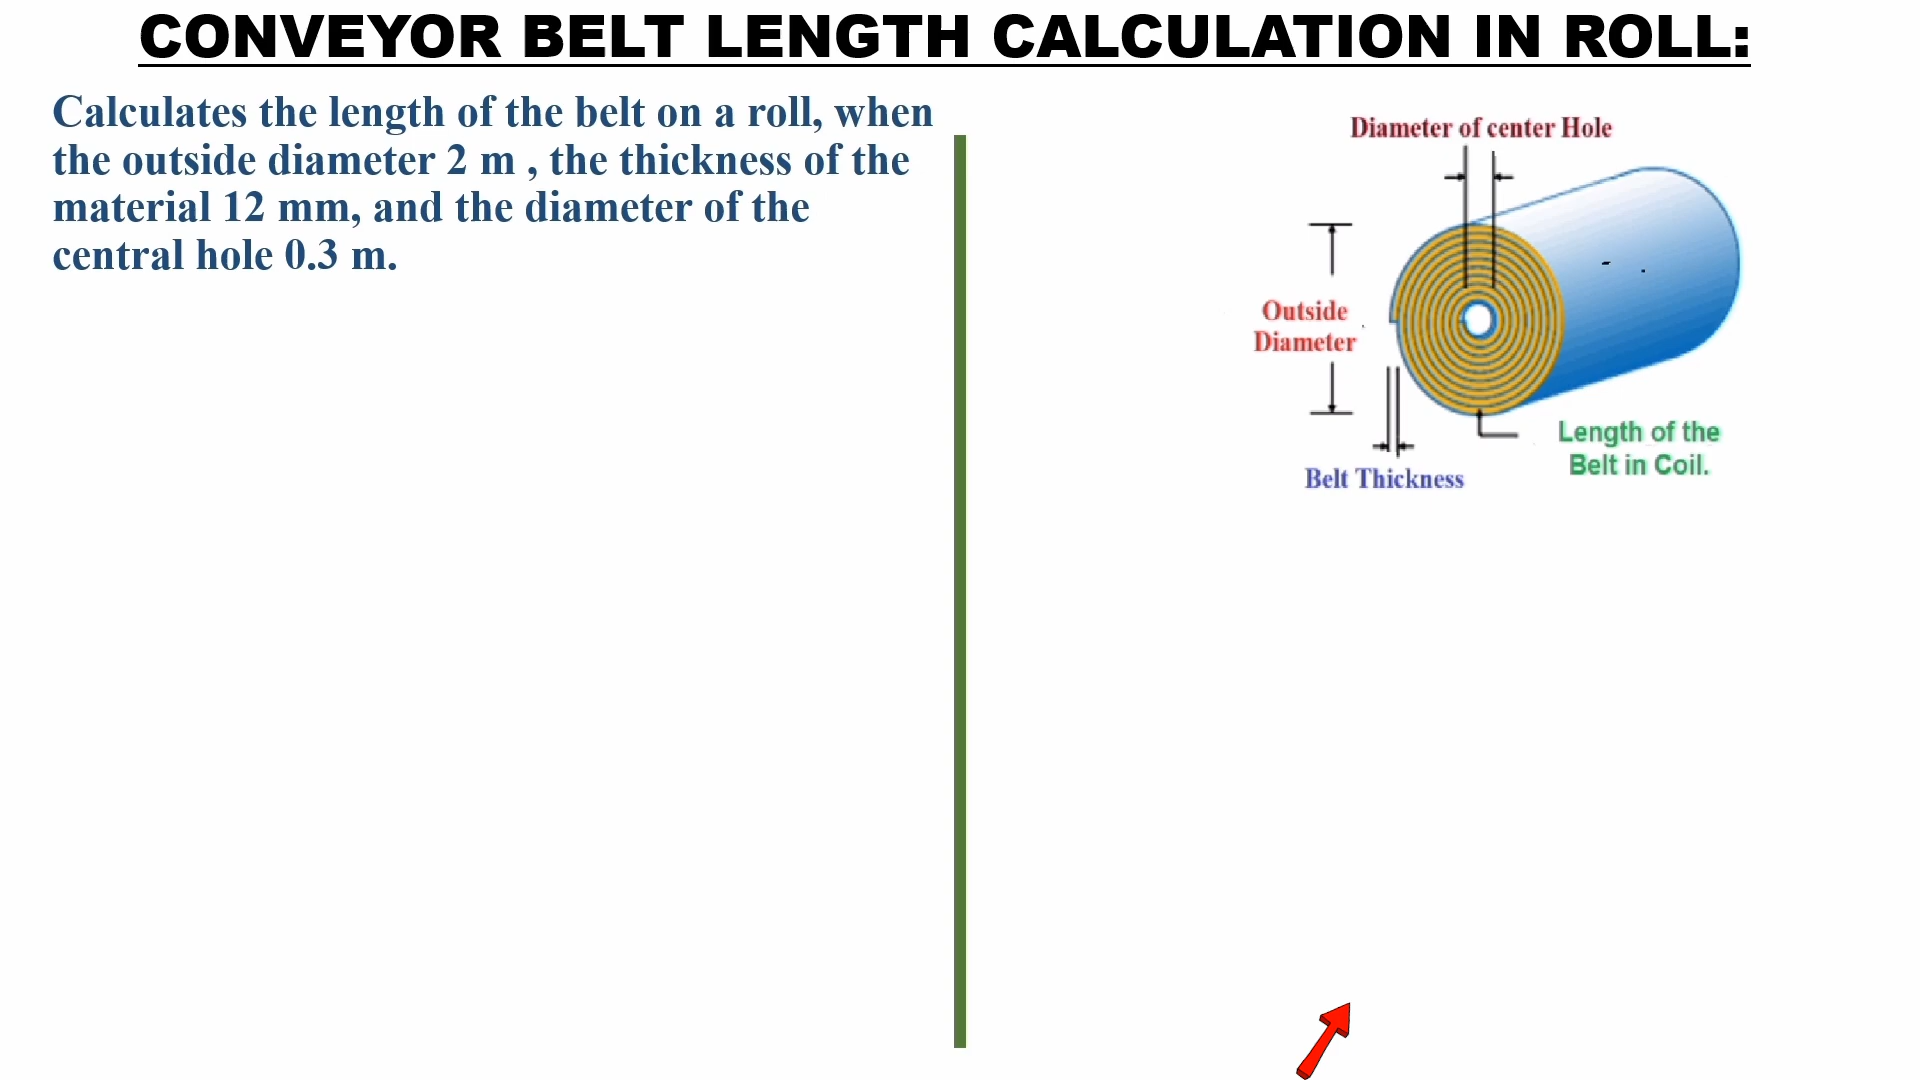 CONVEYOR BELT LENGTH CALCULATION IN ROLL:
Calculates the length of the belt on a roll, when
the outside diameter 2 m , the thickness of the
material 12 mm, and the diameter of the
central hole 0.3 m.
Diameter of center Hole
Outside
Diameter
Length of the
Belt in Coil.
Belt Thickness